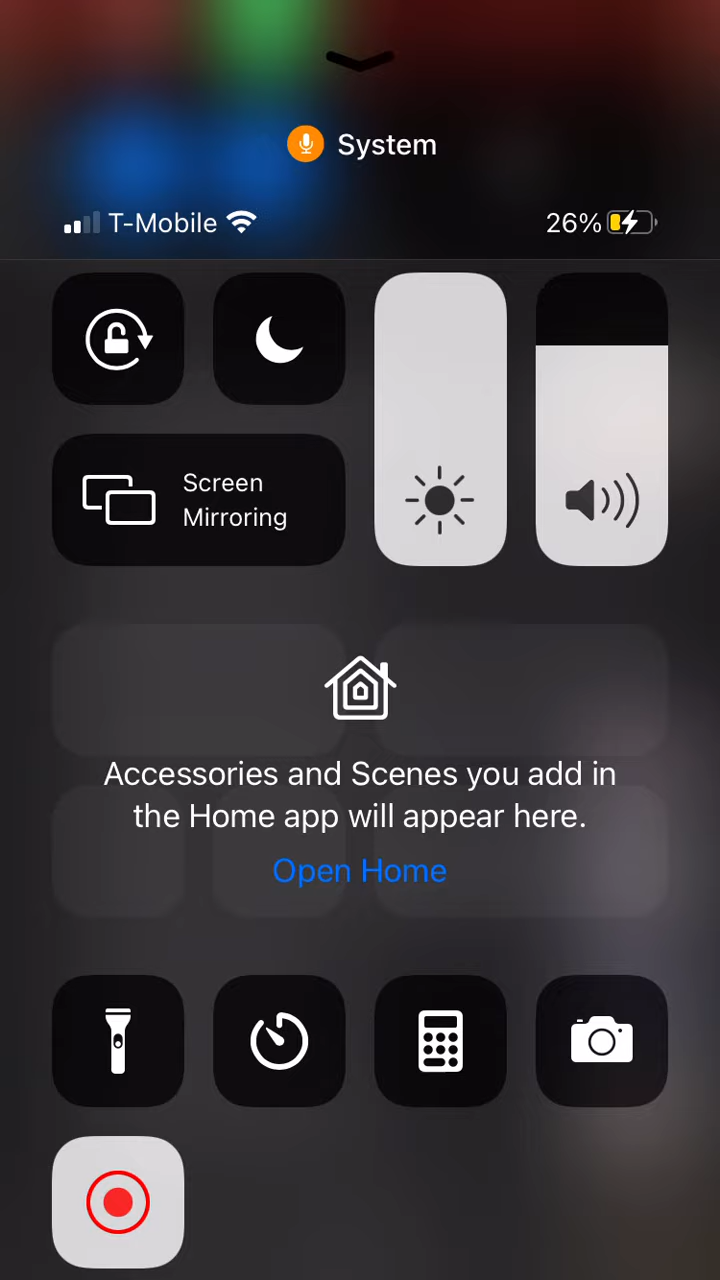 System
T-Mobile 26%
Screen
Mirroring
Accessories and Scenes you add in
the Home app will appear here.
Open Home